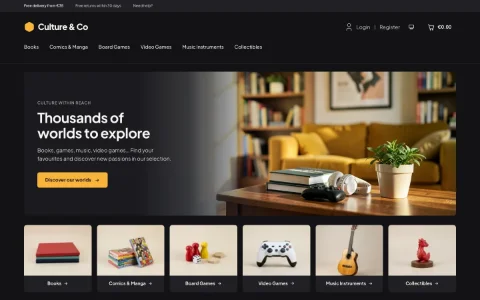 Free delivery from €35
Free returns within 30 days
Need help?
Culture & Co
Login | Register
€0.00
Books
Comics & Manga
Board Games
Video Games
Music Instruments
Collectibles
CULTURE WITHIN REACH
Thousands of
worlds to explore
Books, games, music, video games... Find your
favourites and discover new passions in our selection.
Discover our worlds →
Books →
Comics & Manga →
Board Games →
Video Games →
Music Instruments →
Collectibles →